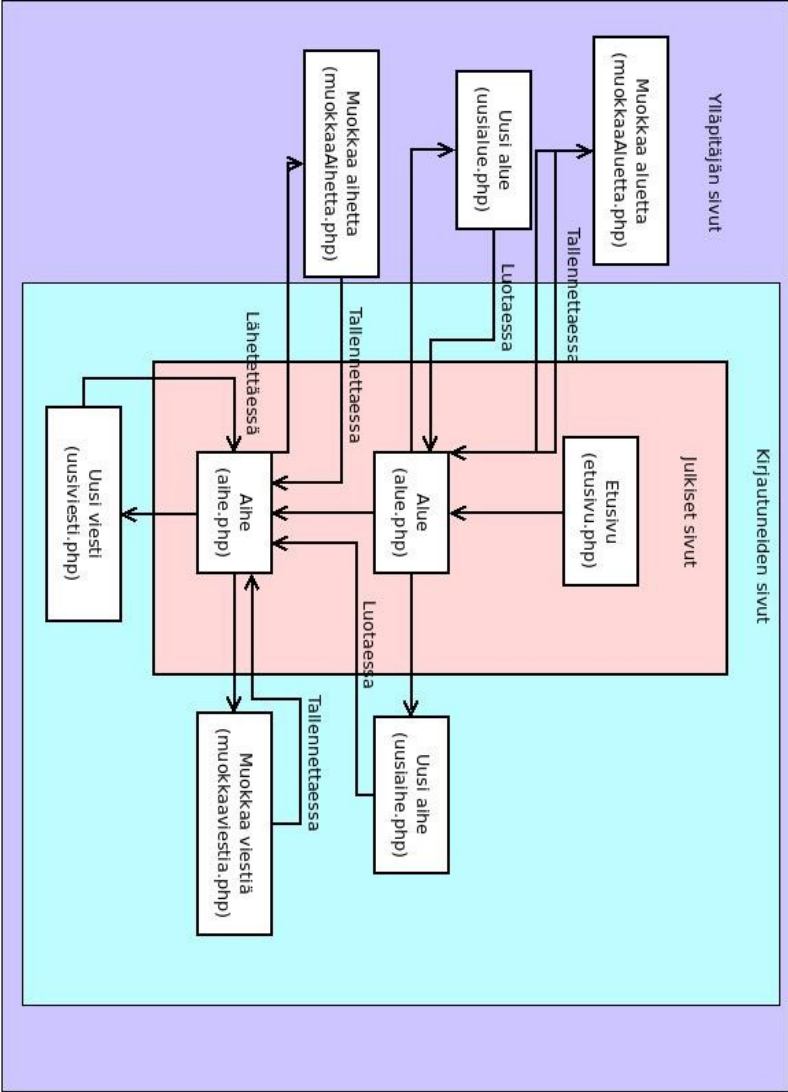 Kirjautuneiden sivut
Ylläpitäjän sivut
Julkiset sivut
Muokkaa aluetta
(muokkaaAluetta.php)
Etusivu
(etusivu.php)
Tallennettaessa
Uusi alue
(uusialue.php)
Luotaessa
Alue
(alue.php)
Uusi aihe
(uusiaihe.php)
Luotaessa
Muokkaa aihetta
(muokkaaAihetta.php)
Tallennettaessa
Tallennettaessa
Lähetettäessä
Aihe
(aihe.php)
Muokkaa viestiä
(muokkaaviestia.php)
Uusi viesti
(uusiviesti.php)